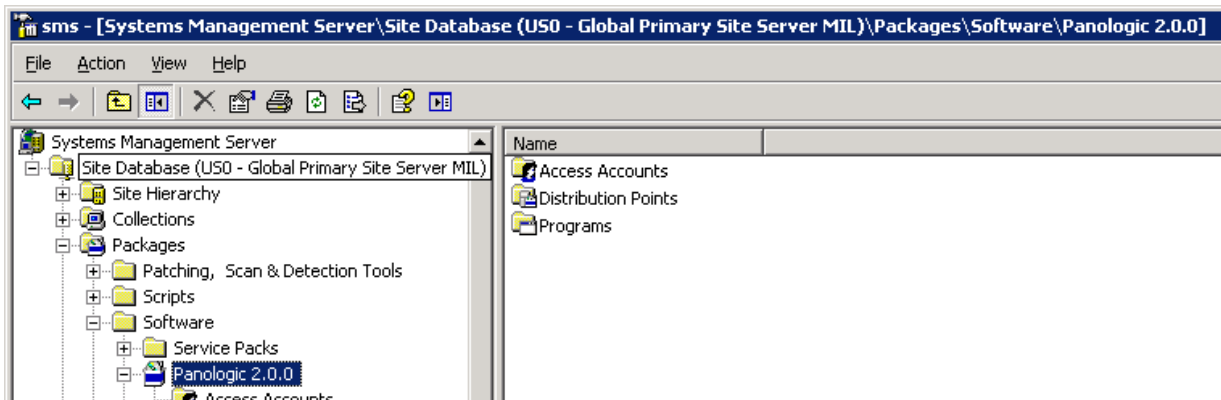 sms - [Systems Management Server\Site Database (US0 - Global Primary Site Server MIL)\Packages\Software\Panologic 2.0.0]
File Action View Help
Systems Management Server
Site Database (US0 - Global Primary Site Server MIL)
Site Hierarchy
Collections
Packages
Patching, Scan & Detection Tools
Scripts
Software
Service Packs
Panologic 2.0.0
Access Accounts
Name
Access Accounts
Distribution Points
Programs